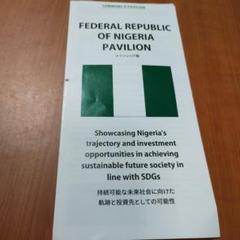 FEDERAL REPUBLIC
OF NIGERIA
PAVILION
Showcasing Nigeria's
trajectory and investment
opportunities in achieving
sustainable future society in
line with SDGs
持続可能な未来社会に向けた
軌跡と投資先としての可能性